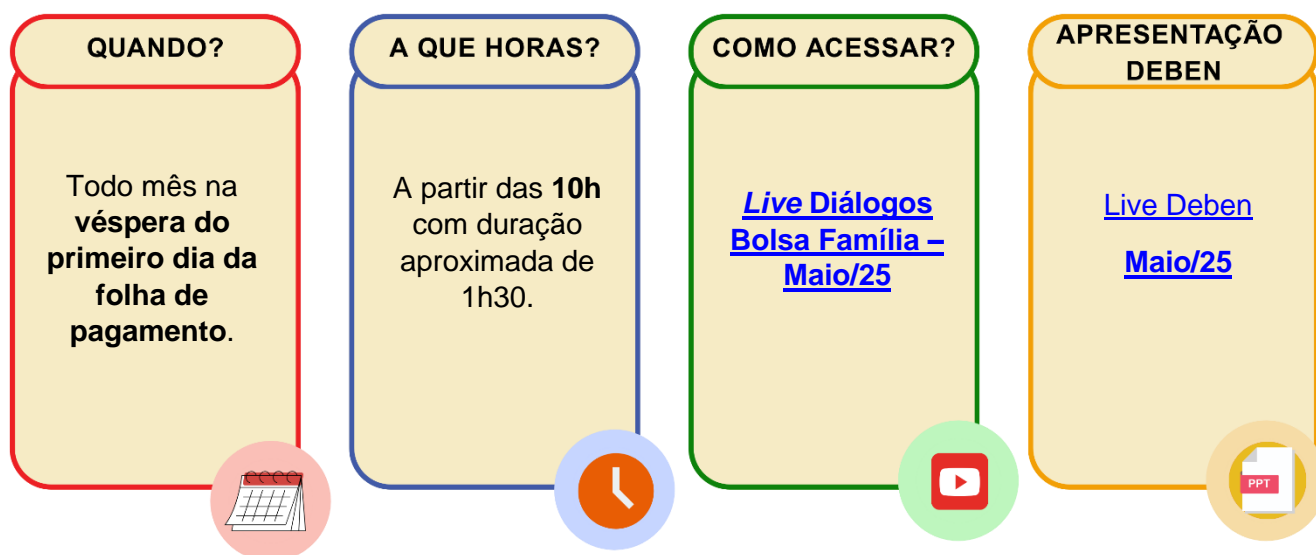 QUANDO?
Todo mês na
véspera do
primeiro dia da
folha de
pagamento.
A QUE HORAS?
A partir das 10h
com duração
aproximada de
1h30.
COMO ACESSAR?
Live Diálogos
Bolsa Família –
Maio/25
APRESENTAÇÃO
DEBEN
Live Deben
Maio/25
PPT